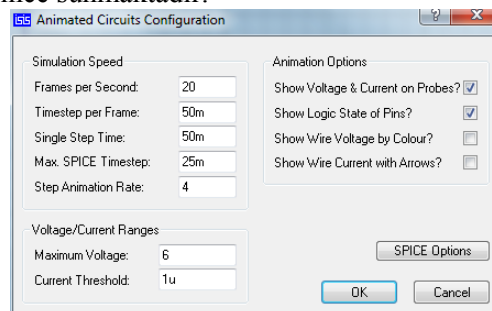 ISIS Animated Circuits Configuration
Simulation Speed
Frames per Second: 20
Timestep per Frame: 50m
Single Step Time: 50m
Max. SPICE Timestep: 25m
Step Animation Rate: 4
Voltage/Current Ranges
Maximum Voltage: 6
Current Threshold: 1u
Animation Options
Show Voltage & Current on Probes?
Show Logic State of Pins?
Show Wire Voltage by Colour?
Show Wire Current with Arrows?
SPICE Options
OK Cancel